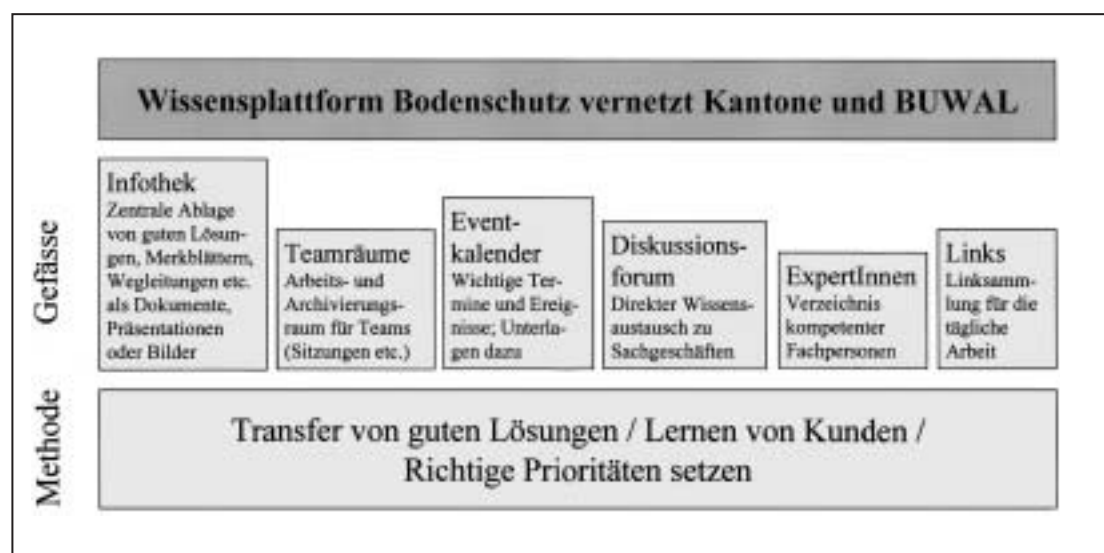 Wissensplattform Bodenschutz vernetzt Kantone und BUWAL
Gefässe
Infothek
Zentrale Ablage
von guten Lösun-
gen, Merkblättern,
Wegleitungen etc.
als Dokumente,
Präsentationen
oder Bilder
Teamräume
Arbeits- und
Archivierungs-
raum für Teams
(Sitzungen etc.)
Event-
kalender
Wichtige Ter-
mine und Ereig-
nisse; Unterla-
gen dazu
Diskussions-
forum
Direkter Wissens-
austausch zu
Sachgeschäften
ExpertInnen
Verzeichnis
kompetenter
Fachpersonen
Links
Linksamm-
lung für die
tägliche
Arbeit
Methode
Transfer von guten Lösungen / Lernen von Kunden /
Richtige Prioritäten setzen